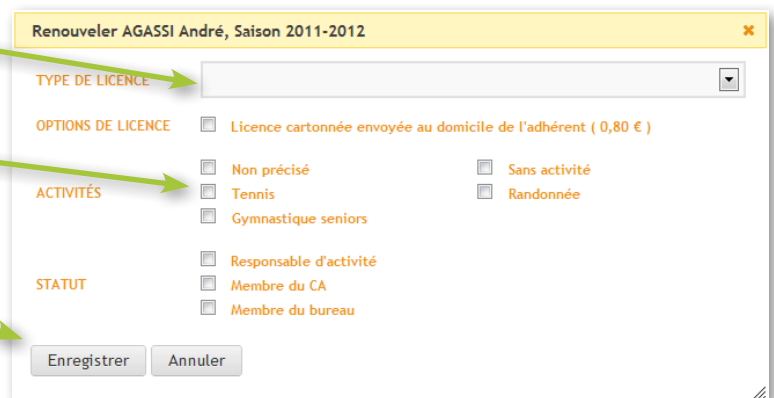 Renouveler AGASSI André, Saison 2011-2012
TYPE DE LICENCE
OPTIONS DE LICENCE Licence cartonnée envoyée au domicile de l'adhérent ( 0,80 € )
Non précisé Sans activité
ACTIVITÉS Tennis Randonnée
Gymnastique seniors
Responsable d'activité
STATUT Membre du CA
Membre du bureau
Enregistrer Annuler